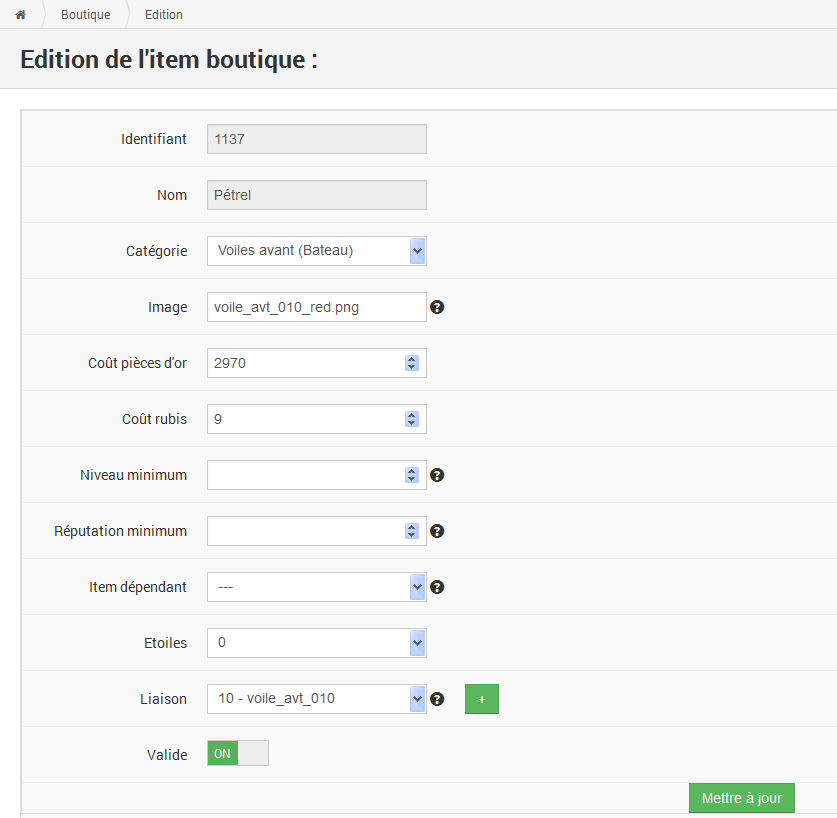 Boutique Edition
Edition de l'item boutique :
Identifiant 1137
Nom Pétrel
Catégorie Voiles avant (Bateau)
Image voile_avt_010_red.png ?
Coût pièces d'or 2970
Coût rubis 9
Niveau minimum ?
Réputation minimum ?
Item dépendant --- ?
Etoiles 0
Liaison 10 - voile_avt_010 ? +
Valide ON
Mettre à jour